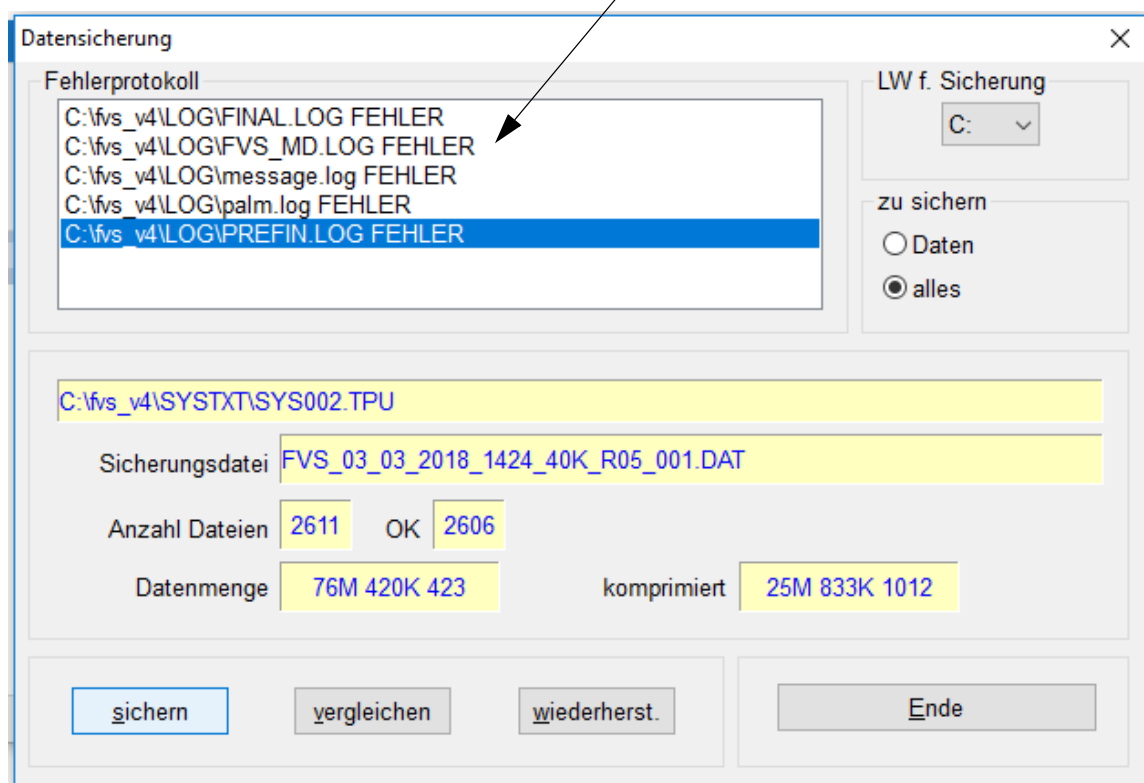 Datensicherung
Fehlerprotokoll
C:\fvs_v4\LOG\FINAL.LOG FEHLER
C:\fvs_v4\LOG\FVS_MD.LOG FEHLER
C:\fvs_v4\LOG\message.log FEHLER
C:\fvs_v4\LOG\palm.log FEHLER
C:\fvs_v4\LOG\PREFIN.LOG FEHLER
LW f. Sicherung
C:
zu sichern
Daten
alles
C:\fvs_v4\SYSTXT\SYS002.TPU
Sicherungsdatei FVS_03_03_2018_1424_40K_R05_001.DAT
Anzahl Dateien 2611 OK 2606
Datenmenge 76M 420K 423 komprimiert 25M 833K 1012
sichern vergleichen wiederherst. Ende